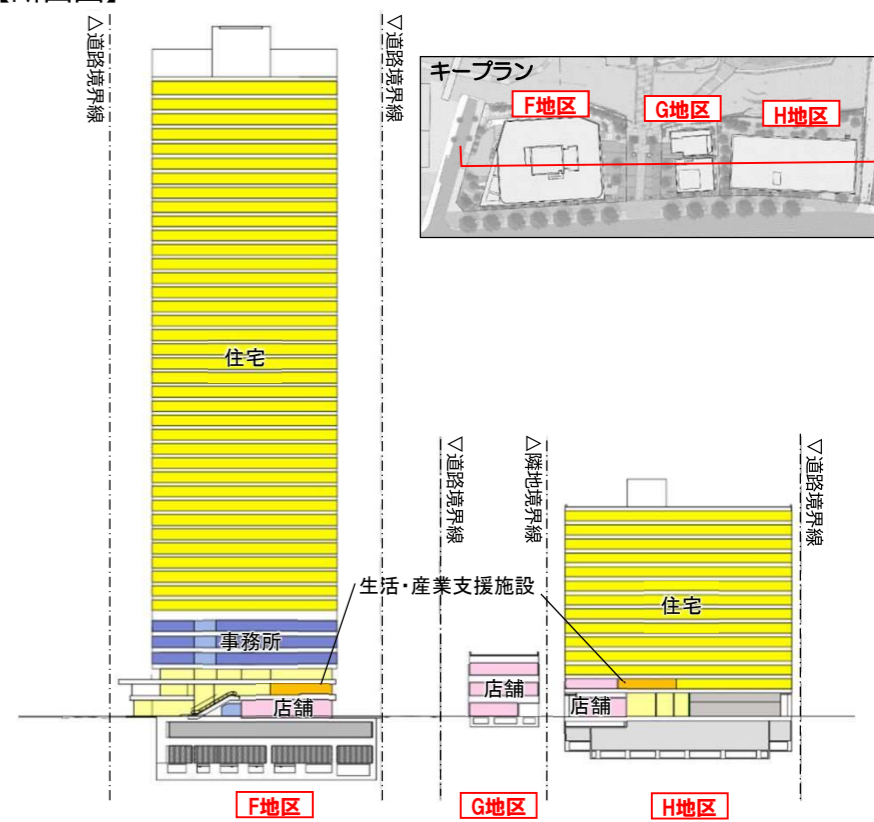 △道路境界線
▽道路境界線
キープラン
F地区
G地区
H地区
住宅
▽道路境界線
△隣地境界線
▽道路境界線
生活・産業支援施設
住宅
事務所
店舗
店舗
店舗
F地区
G地区
H地区